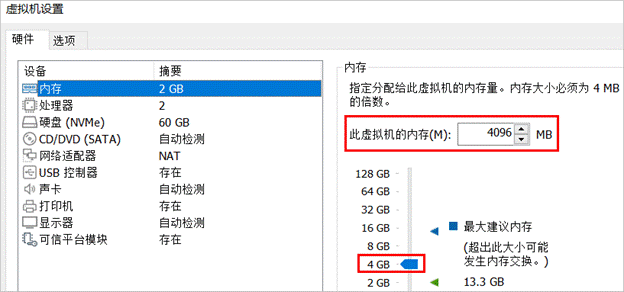 虚拟机设置
硬件 选项
设备 摘要
内存 2 GB
处理器 2
硬盘 (NVMe) 60 GB
CD/DVD (SATA) 自动检测
网络适配器 NAT
USB 控制器 存在
声卡 自动检测
打印机 存在
显示器 自动检测
可信平台模块 存在
内存
指定分配给此虚拟机的内存量。内存大小必须为 4 MB
的倍数。
此虚拟机的内存(M): 4096 MB
128 GB
64 GB
32 GB
16 GB
8 GB
4 GB
2 GB
最大建议内存
(超出此大小可能
发生内存交换。)
13.3 GB